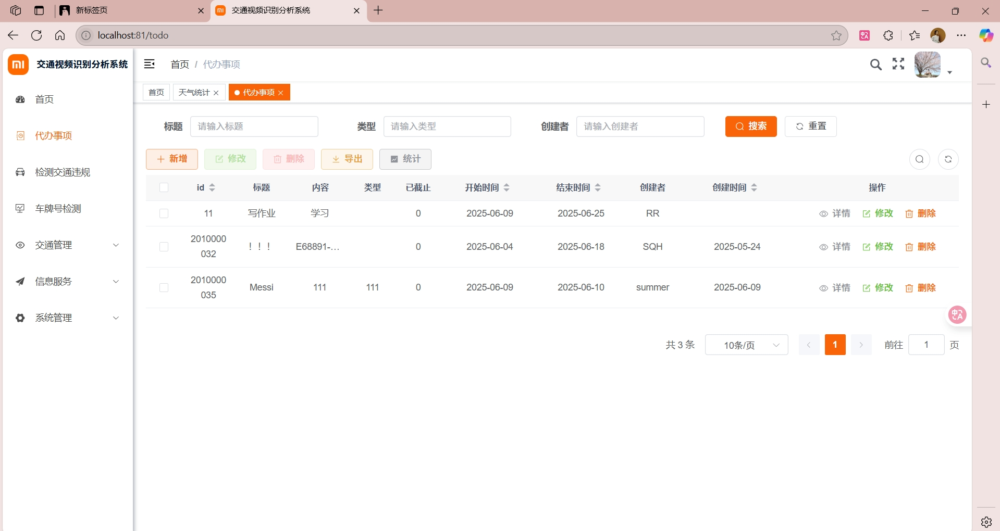 新标签页
交通视频识别分析系统
localhost:81/todo
交通视频识别分析系统
首页 / 代办事项
首页
天气统计
代办事项
首页
代办事项
检测交通违规
车牌号检测
交通管理
信息服务
系统管理
标题 请输入标题 类型 请输入类型 创建者 请输入创建者 搜索 重置
新增 修改 删除 导出 统计
id 标题 内容 类型 已截止 开始时间 结束时间 创建者 创建时间 操作
11 写作业 学习 0 2025-06-09 2025-06-25 RR 详情 修改 删除
2010000
032 ！！！ E68891-... 0 2025-06-04 2025-06-18 SQH 2025-05-24 详情 修改 删除
2010000
035 Messi 111 111 0 2025-06-09 2025-06-10 summer 2025-06-09 详情 修改 删除
共 3 条 10条/页 1 前往 1 页